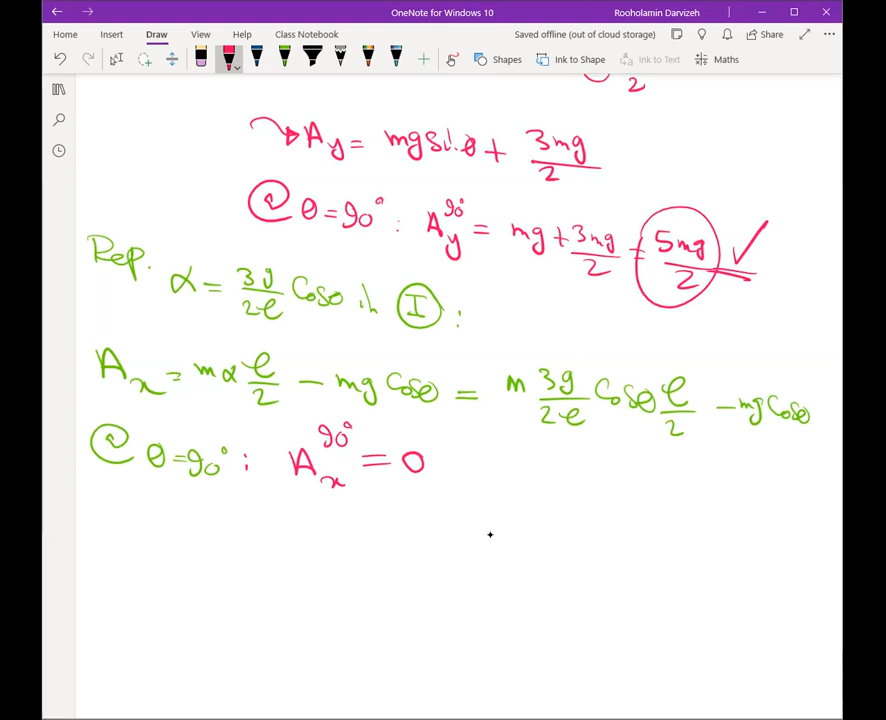 OneNote for Windows 10
Rooholamin Darvizeh
Home Insert Draw View Help Class Notebook
Saved offline (out of cloud storage) Share
Shapes Ink to Shape Ink to Text Maths
2
Ay = mg Sin θ + 3mg/2
@ θ = 90° : Ay^90° = mg + 3mg/2 = 5mg/2 ✓
Rep. α = 3g/2ℓ Cosθ in I :
Ax = mα ℓ/2 − mg Cosθ = m 3g/2ℓ Cosθ ℓ/2 − mg Cosθ
@ θ = 90° : Ax^90° = 0